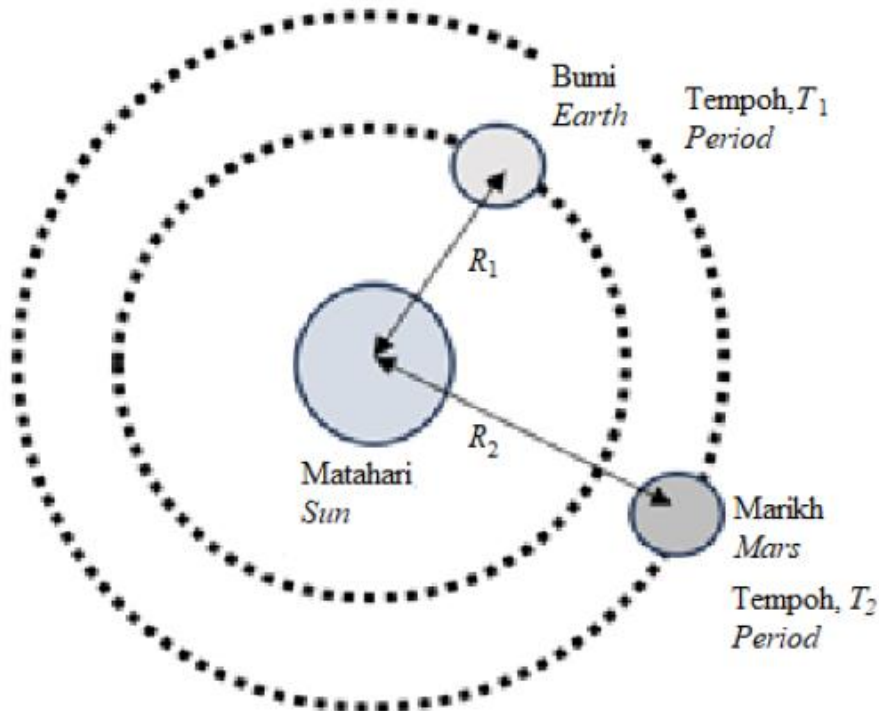 Bumi
Earth
Tempoh, T₁
Period
R₁
R₂
Matahari
Sun
Marikh
Mars
Tempoh, T₂
Period